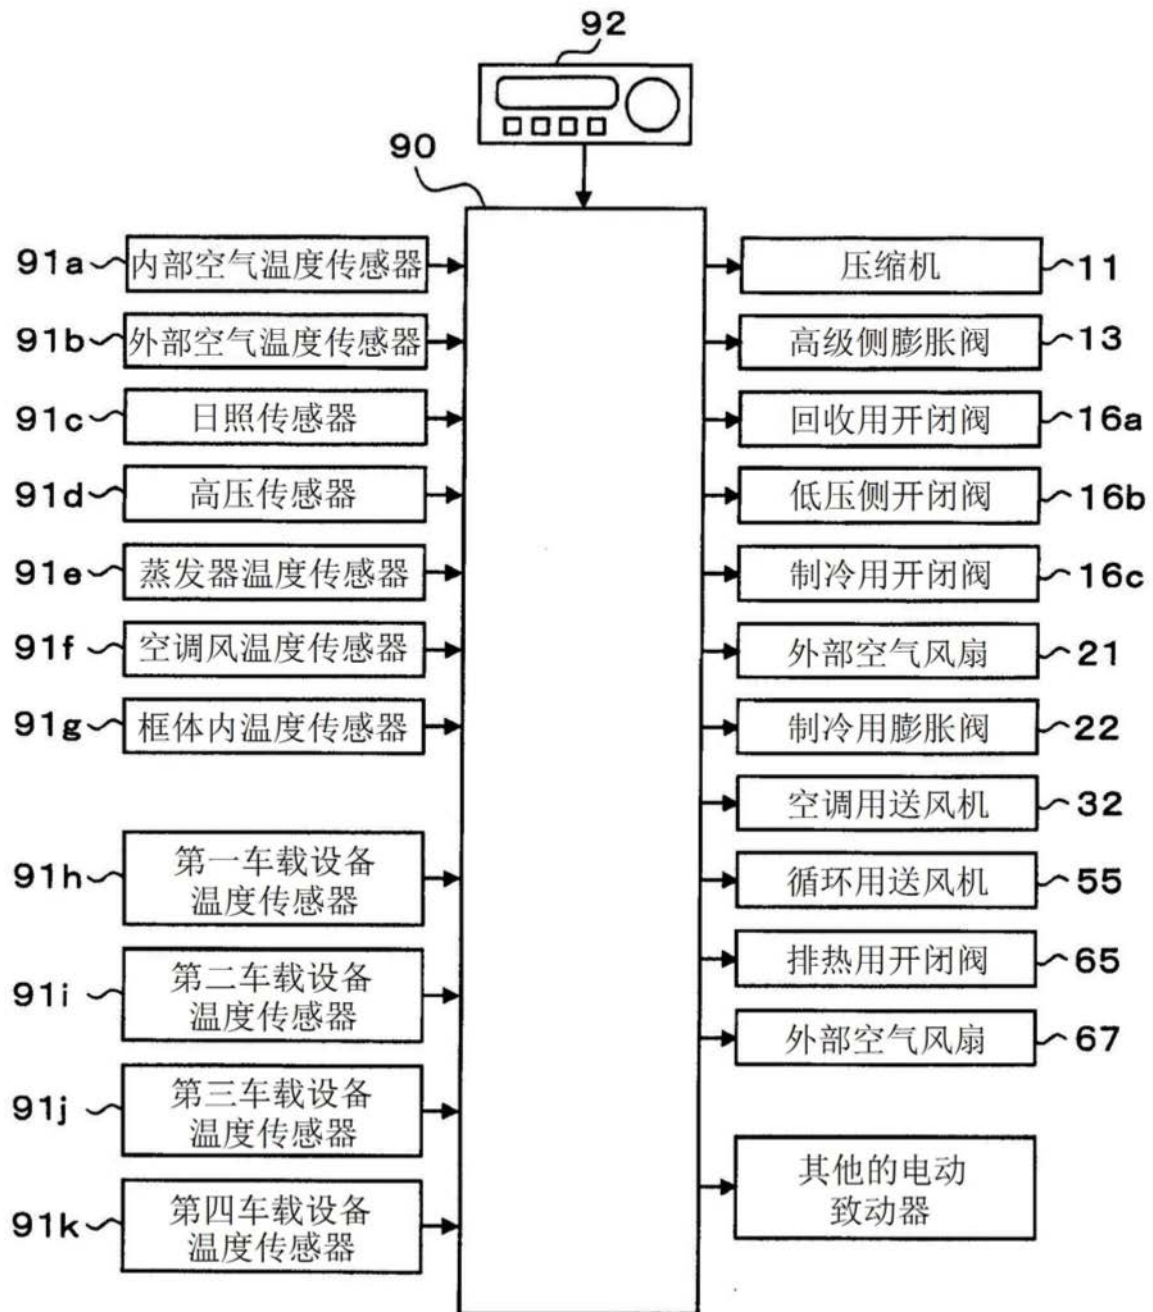 92
90
91a 内部空气温度传感器
91b 外部空气温度传感器
91c 日照传感器
91d 高压传感器
91e 蒸发器温度传感器
91f 空调风温度传感器
91g 框体内温度传感器
91h 第一车载设备
温度传感器
91i 第二车载设备
温度传感器
91j 第三车载设备
温度传感器
91k 第四车载设备
温度传感器
压缩机 11
高级侧膨胀阀 13
回收用开闭阀 16a
低压侧开闭阀 16b
制冷用开闭阀 16c
外部空气风扇 21
制冷用膨胀阀 22
空调用送风机 32
循环用送风机 55
排热用开闭阀 65
外部空气风扇 67
其他的电动
致动器